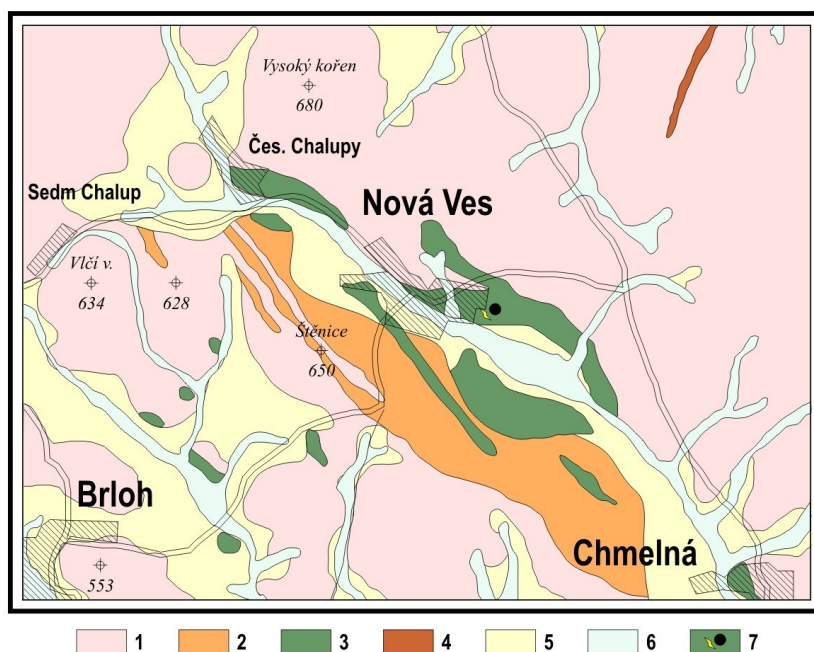 Vysoký kořen
680
Čes. Chalupy
Sedm Chalup
Nová Ves
Vlčí v.
634
628
Štěnice
650
Brloh
553
Chmelná
1 2 3 4 5 6 7